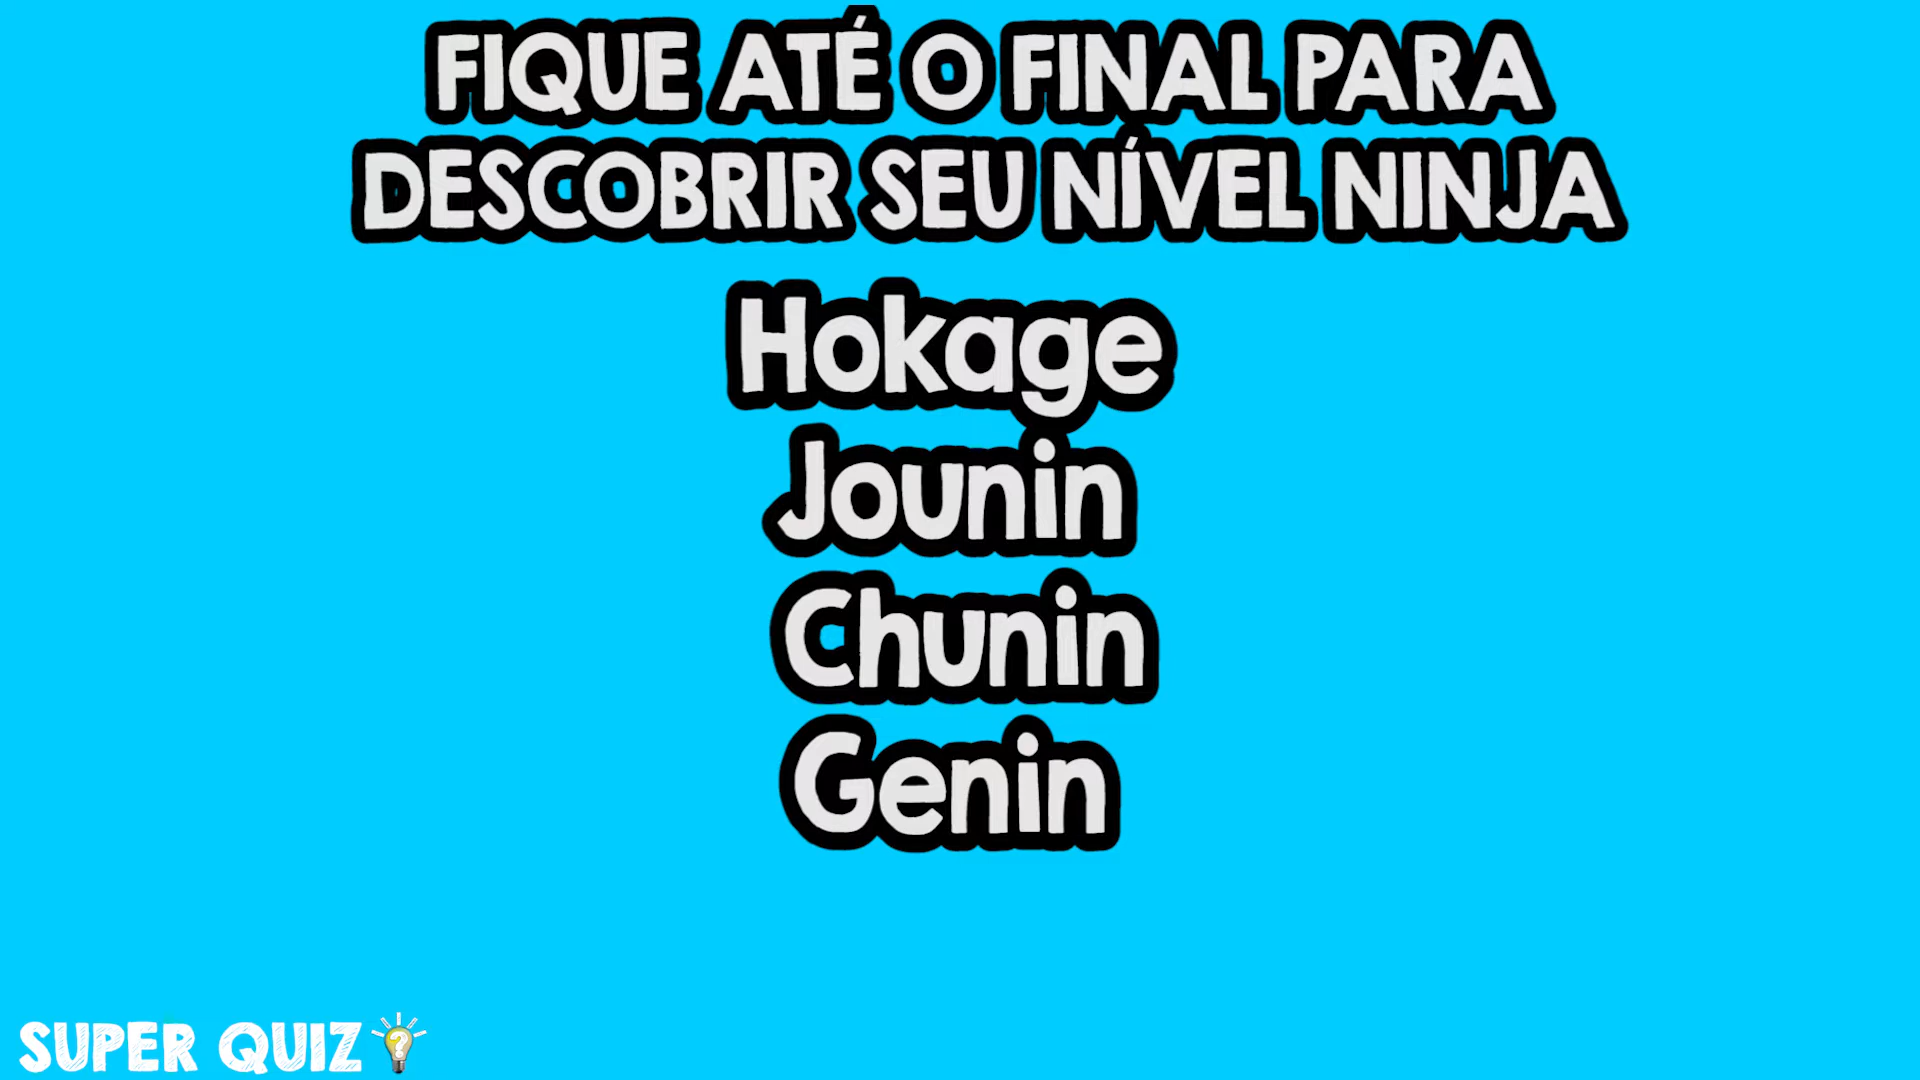 FIQUE ATÉ O FINAL PARA
DESCOBRIR SEU NÍVEL NINJA
Hokage
Jounin
Chunin
Genin
SUPER QUIZ